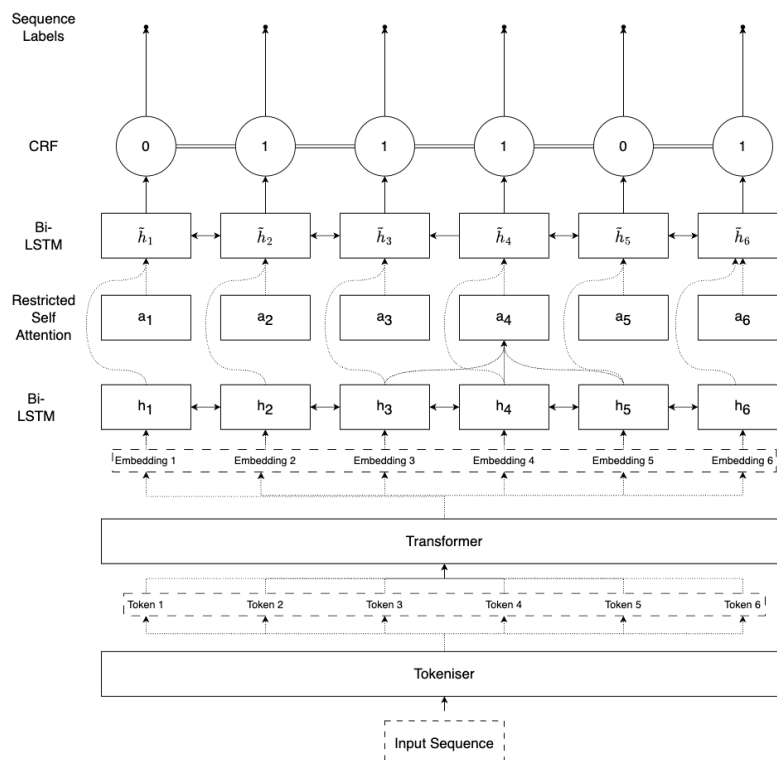 Sequence
Labels
CRF
0 1 1 1 0 1
Bi-
LSTM
h̃1 h̃2 h̃3 h̃4 h̃5 h̃6
Restricted
Self
Attention
a1 a2 a3 a4 a5 a6
Bi-
LSTM
h1 h2 h3 h4 h5 h6
Embedding 1 Embedding 2 Embedding 3 Embedding 4 Embedding 5 Embedding 6
Transformer
Token 1 Token 2 Token 3 Token 4 Token 5 Token 6
Tokeniser
Input Sequence